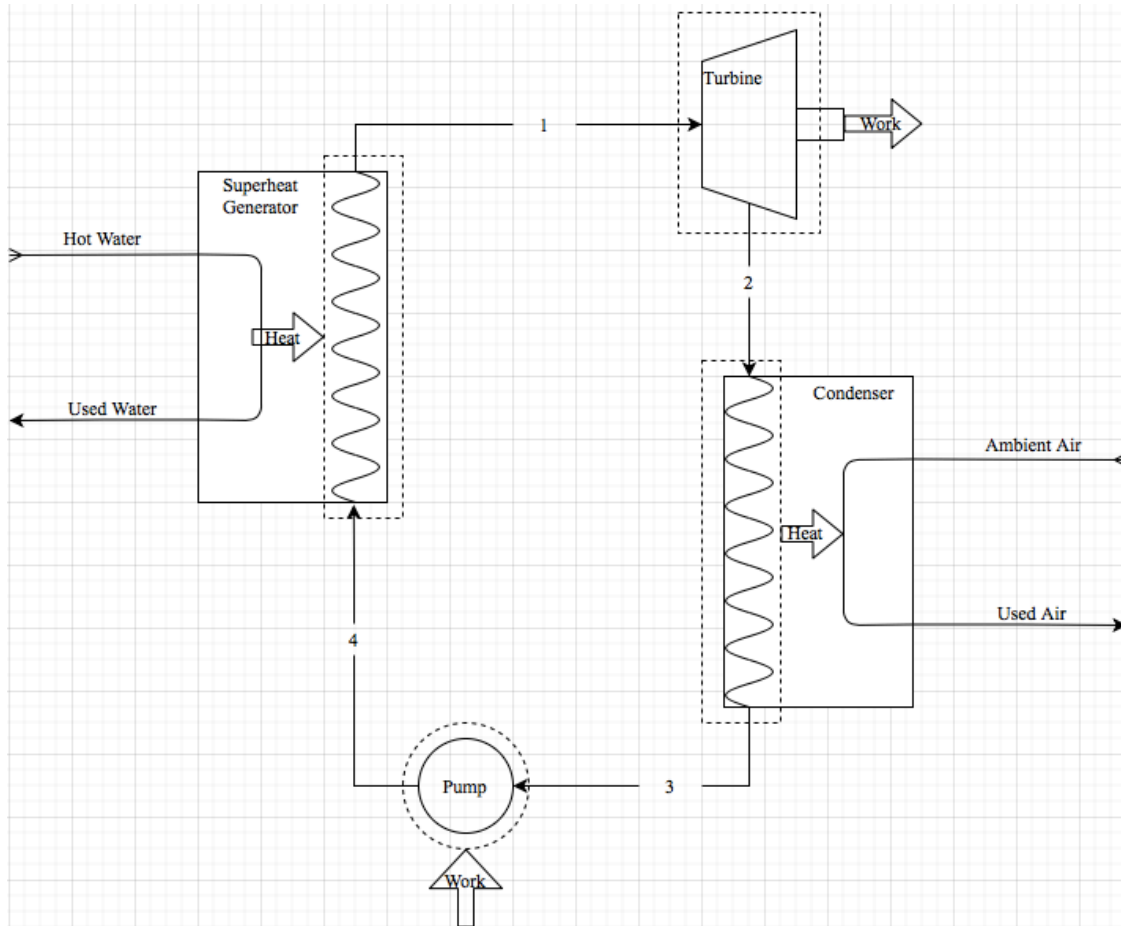 Turbine
1
Work
Superheat
Generator
Hot Water
2
Heat
Condenser
Used Water
Ambient Air
Heat
Used Air
4
Pump
3
Work